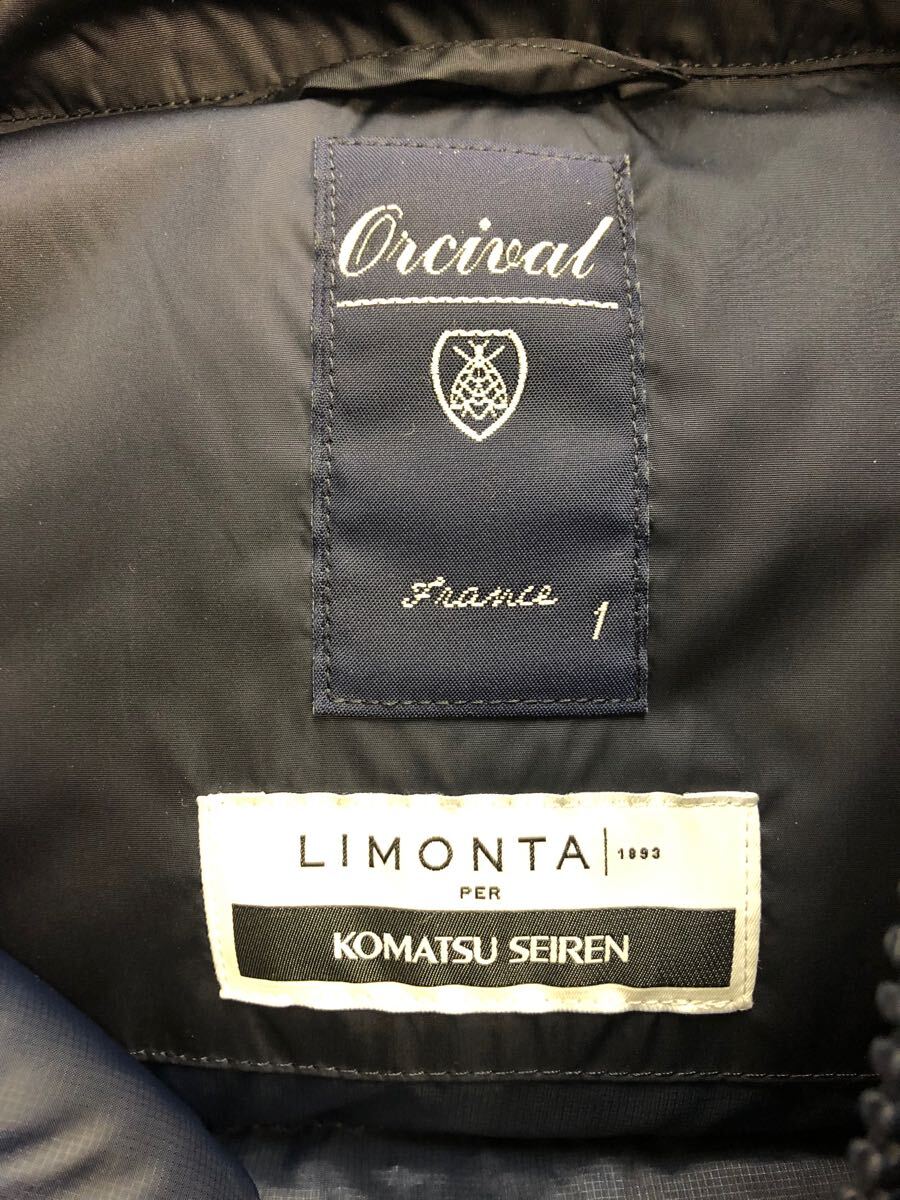 Orcival
France
1
LIMONTA 1893
PER
KOMATSU SEIREN